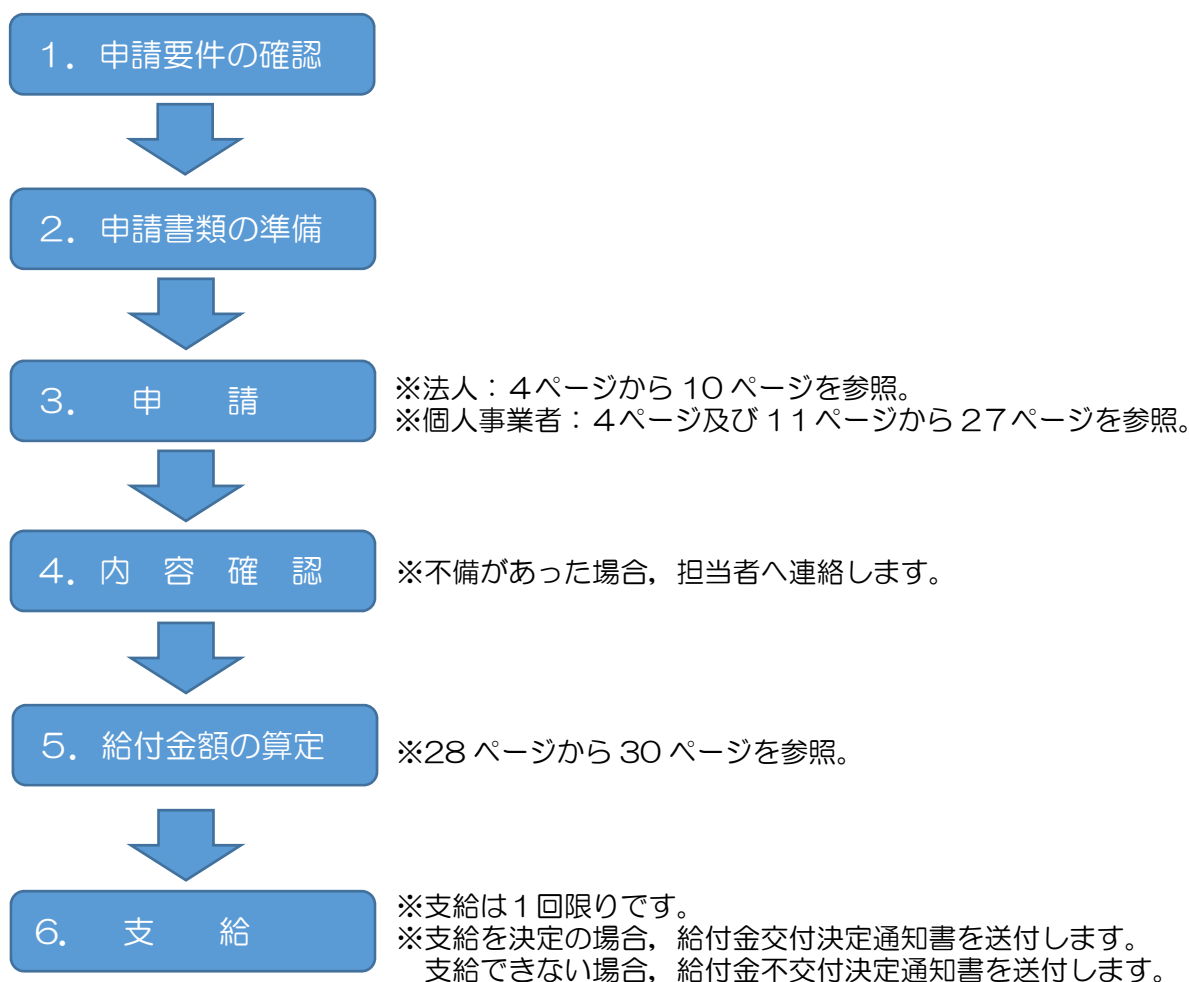 １．申請要件の確認
２．申請書類の準備
３．　申　　請
※法人：４ページから 10 ページを参照。
※個人事業者：４ページ及び１１ページから２７ページを参照。
４．内　容　確　認
※不備があった場合，担当者へ連絡します。
５．給付金額の算定
※28 ページから 30 ページを参照。
６．　支　　給
※支給は１回限りです。
※支給を決定の場合，給付金交付決定通知書を送付します。
支給できない場合，給付金不交付決定通知書を送付します。